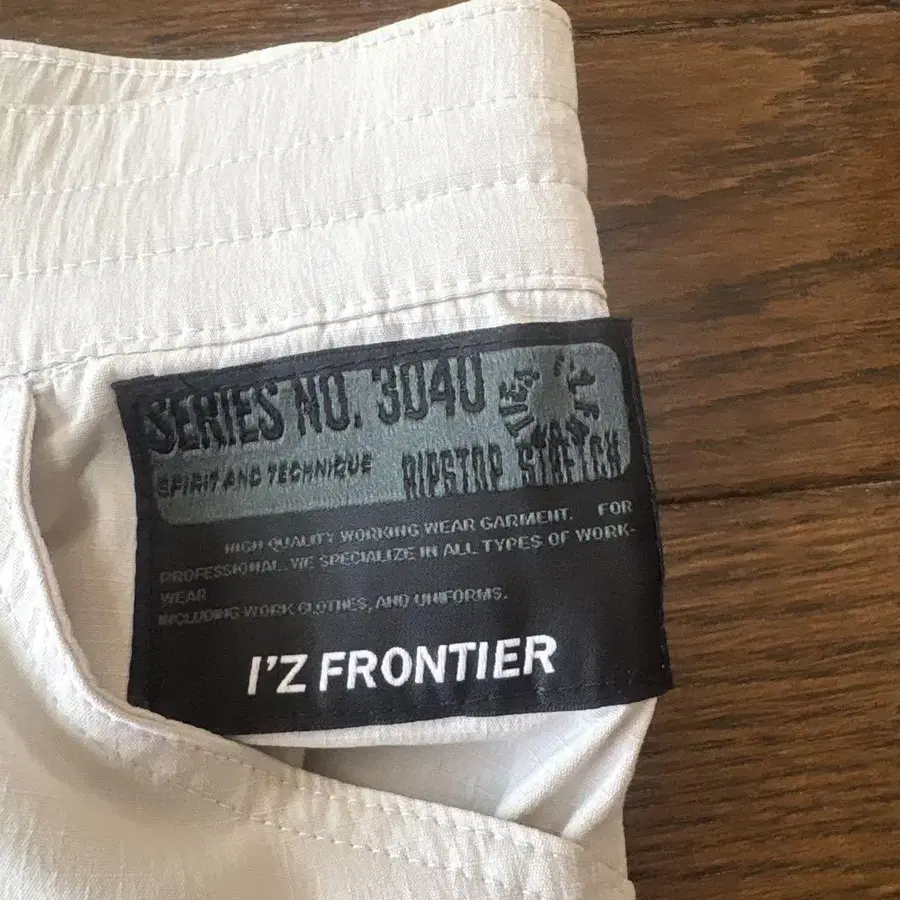 SERIES NO. 3040
SPIRIT AND TECHNIQUE
RIPSTOP STRETCH
HIGH QUALITY WORKING WEAR GARMENT. FOR
PROFESSIONAL. WE SPECIALIZE IN ALL TYPES OF WORK-
WEAR
INCLUDING WORK CLOTHES, AND UNIFORMS.
I'Z FRONTIER